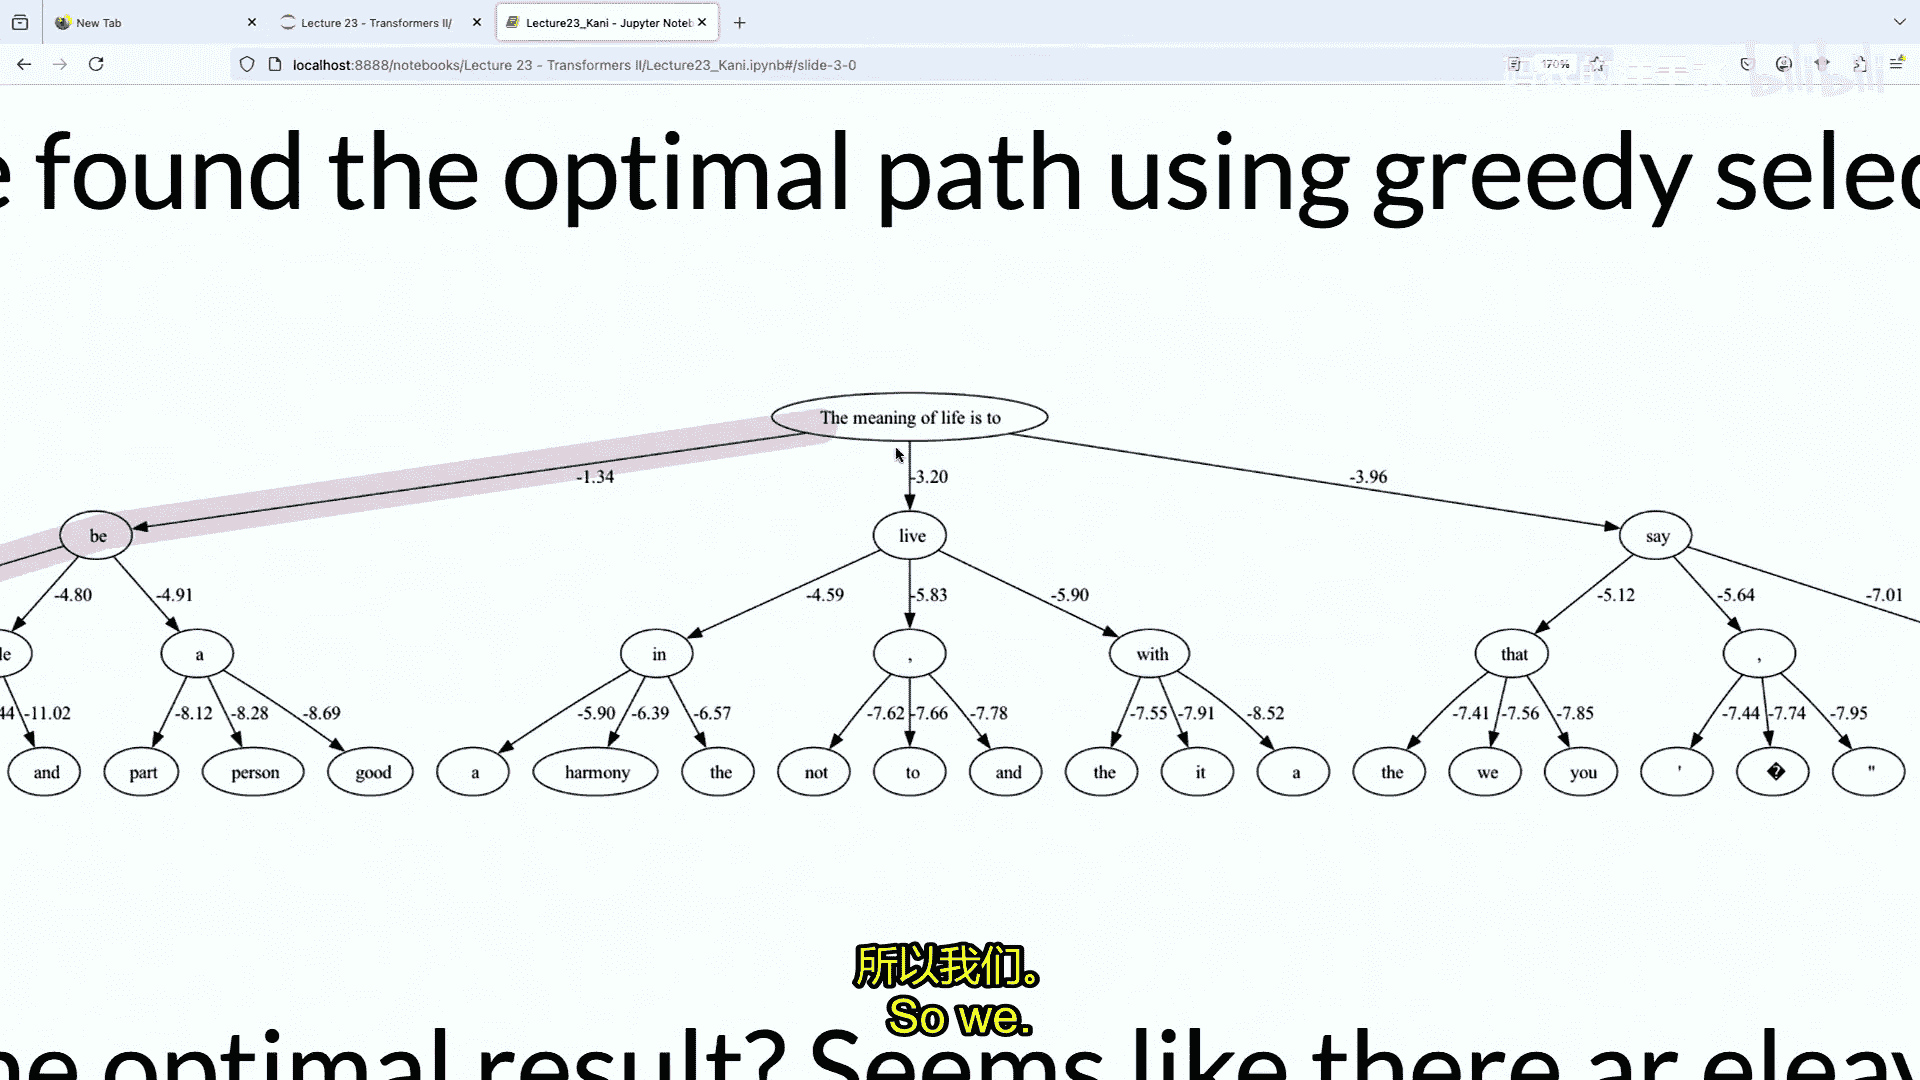 New Tab
Lecture 23 - Transformers II/
Lecture23_Kani - Jupyter Noteb
localhost:8888/notebooks/Lecture 23 - Transformers II/Lecture23_Kani.ipynb#/slide-3-0
170%
bilibili
e found the optimal path using greedy selec
The meaning of life is to
-1.34 -3.20 -3.96
be live say
-4.80 -4.91 -4.59 -5.83 -5.90 -5.12 -5.64 -7.01
le a in , with that ,
44 -11.02 -8.12 -8.28 -8.69 -5.90 -6.39 -6.57 -7.62 -7.66 -7.78 -7.55 -7.91 -8.52 -7.41 -7.56 -7.85 -7.44 -7.74 -7.95
and part person good a harmony the not to and the it a the we you ' � "
所以我们。
So we.
ne optimal result? Seems like there ar eleav